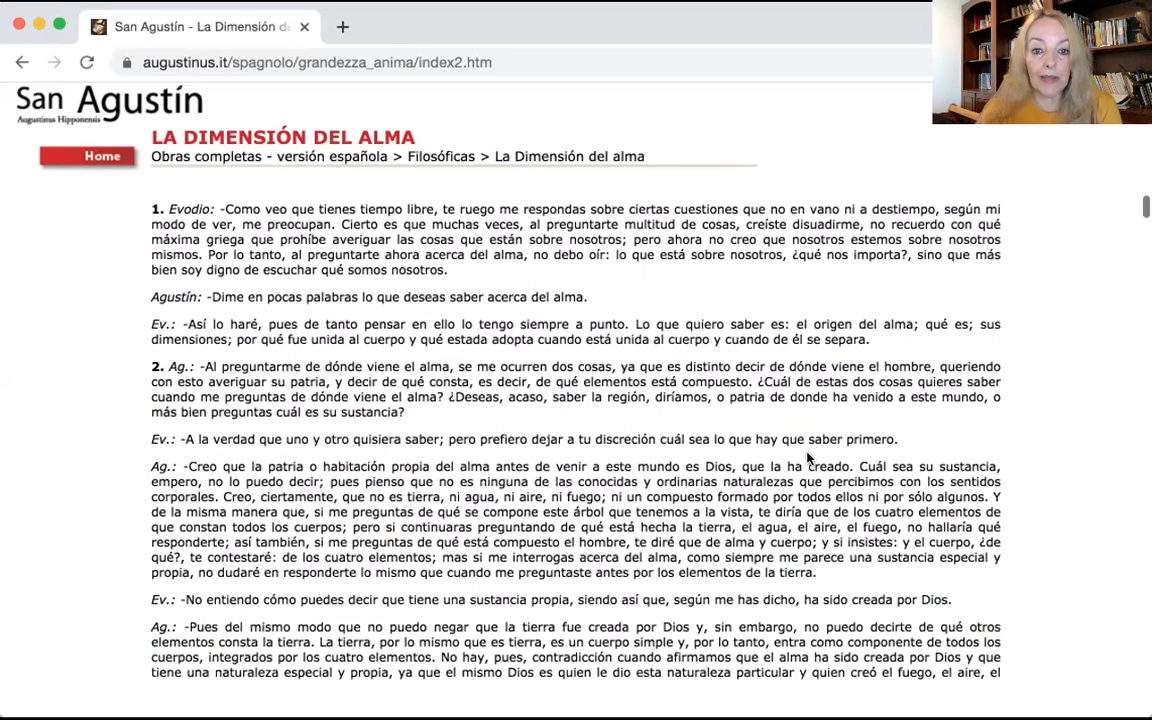 San Agustín - La Dimensión d
augustinus.it/spagnolo/grandezza_anima/index2.htm
San Agustín
Augustinus Hipponensis
LA DIMENSIÓN DEL ALMA
Home
Obras completas - versión española > Filosóficas > La Dimensión del alma
1. Evodio: -Como veo que tienes tiempo libre, te ruego me respondas sobre ciertas cuestiones que no en vano ni a destiempo, según mi
modo de ver, me preocupan. Cierto es que muchas veces, al preguntarte multitud de cosas, creíste disuadirme, no recuerdo con qué
máxima griega que prohíbe averiguar las cosas que están sobre nosotros; pero ahora no creo que nosotros estemos sobre nosotros
mismos. Por lo tanto, al preguntarte ahora acerca del alma, no debo oír: lo que está sobre nosotros, ¿qué nos importa?, sino que más
bien soy digno de escuchar qué somos nosotros.
Agustín: -Dime en pocas palabras lo que deseas saber acerca del alma.
Ev.: -Así lo haré, pues de tanto pensar en ello lo tengo siempre a punto. Lo que quiero saber es: el origen del alma; qué es; sus
dimensiones; por qué fue unida al cuerpo y qué estada adopta cuando está unida al cuerpo y cuando de él se separa.
2. Ag.: -Al preguntarme de dónde viene el alma, se me ocurren dos cosas, ya que es distinto decir de dónde viene el hombre, queriendo
con esto averiguar su patria, y decir de qué consta, es decir, de qué elementos está compuesto. ¿Cuál de estas dos cosas quieres saber
cuando me preguntas de dónde viene el alma? ¿Deseas, acaso, saber la región, diríamos, o patria de donde ha venido a este mundo, o
más bien preguntas cuál es su sustancia?
Ev.: -A la verdad que uno y otro quisiera saber; pero prefiero dejar a tu discreción cuál sea lo que hay que saber primero.
Ag.: -Creo que la patria o habitación propia del alma antes de venir a este mundo es Dios, que la ha creado. Cuál sea su sustancia,
empero, no lo puedo decir; pues pienso que no es ninguna de las conocidas y ordinarias naturalezas que percibimos con los sentidos
corporales. Creo, ciertamente, que no es tierra, ni agua, ni aire, ni fuego; ni un compuesto formado por todos ellos ni por sólo algunos. Y
de la misma manera que, si me preguntas de qué se compone este árbol que tenemos a la vista, te diría que de los cuatro elementos de
que constan todos los cuerpos; pero si continuaras preguntando de qué está hecha la tierra, el agua, el aire, el fuego, no hallaría qué
responderte; así también, si me preguntas de qué está compuesto el hombre, te diré que de alma y cuerpo; y si insistes: y el cuerpo, ¿de
qué?, te contestaré: de los cuatro elementos; mas si me interrogas acerca del alma, como siempre me parece una sustancia especial y
propia, no dudaré en responderte lo mismo que cuando me preguntaste antes por los elementos de la tierra.
Ev.: -No entiendo cómo puedes decir que tiene una sustancia propia, siendo así que, según me has dicho, ha sido creada por Dios.
Ag.: -Pues del mismo modo que no puedo negar que la tierra fue creada por Dios y, sin embargo, no puedo decirte de qué otros
elementos consta la tierra. La tierra, por lo mismo que es tierra, es un cuerpo simple y, por lo tanto, entra como componente de todos los
cuerpos, integrados por los cuatro elementos. No hay, pues, contradicción cuando afirmamos que el alma ha sido creada por Dios y que
tiene una naturaleza especial y propia, ya que el mismo Dios es quien le dio esta naturaleza particular y quien creó el fuego, el aire, el